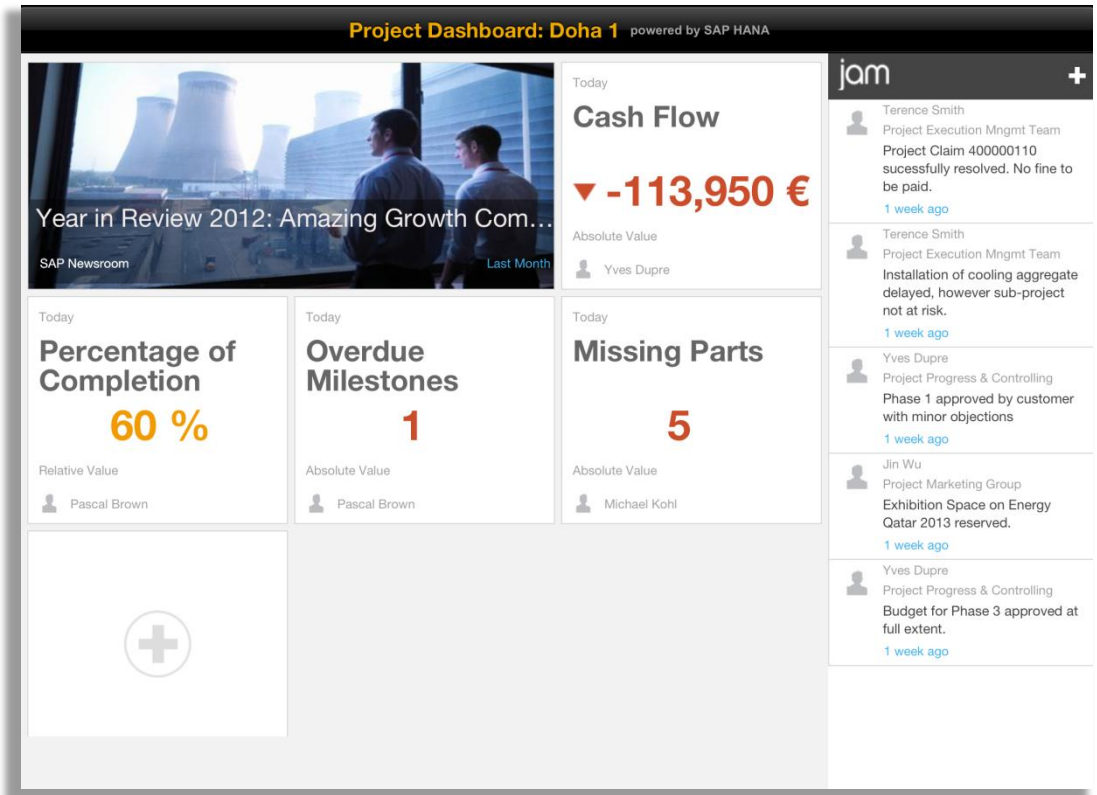 Project Dashboard: Doha 1 powered by SAP HANA
Year in Review 2012: Amazing Growth Com...
SAP Newsroom
Last Month
Today
Cash Flow
-113,950 €
Absolute Value
Yves Dupre
Today
Percentage of
Completion
60 %
Relative Value
Pascal Brown
Today
Overdue
Milestones
1
Absolute Value
Pascal Brown
Today
Missing Parts
5
Absolute Value
Michael Kohl
jam
Terence Smith
Project Execution Mngmt Team
Project Claim 400000110
sucessfully resolved. No fine to
be paid.
1 week ago
Terence Smith
Project Execution Mngmt Team
Installation of cooling aggregate
delayed, however sub-project
not at risk.
1 week ago
Yves Dupre
Project Progress & Controlling
Phase 1 approved by customer
with minor objections
1 week ago
Jin Wu
Project Marketing Group
Exhibition Space on Energy
Qatar 2013 reserved.
1 week ago
Yves Dupre
Project Progress & Controlling
Budget for Phase 3 approved at
full extent.
1 week ago